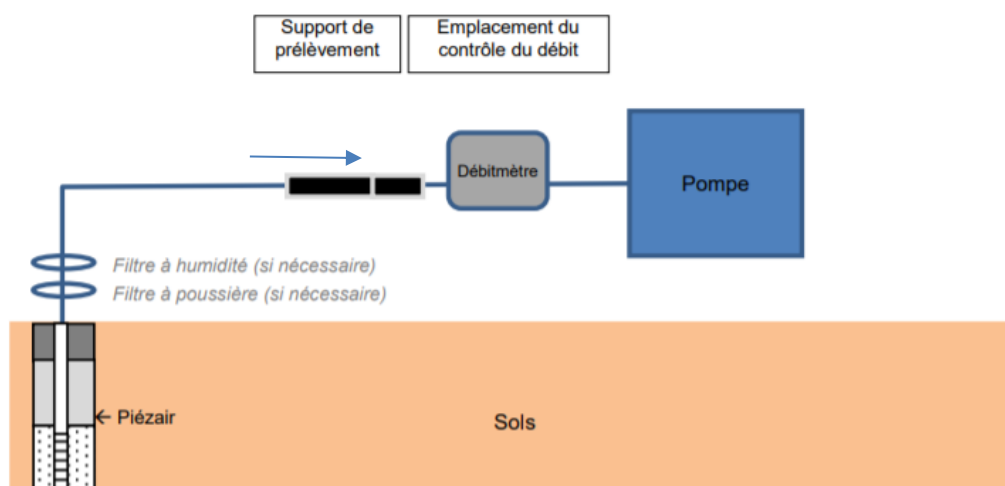 Support de
prélèvement
Emplacement du
contrôle du débit
Débitmètre
Pompe
Filtre à humidité (si nécessaire)
Filtre à poussière (si nécessaire)
Piézair
Sols